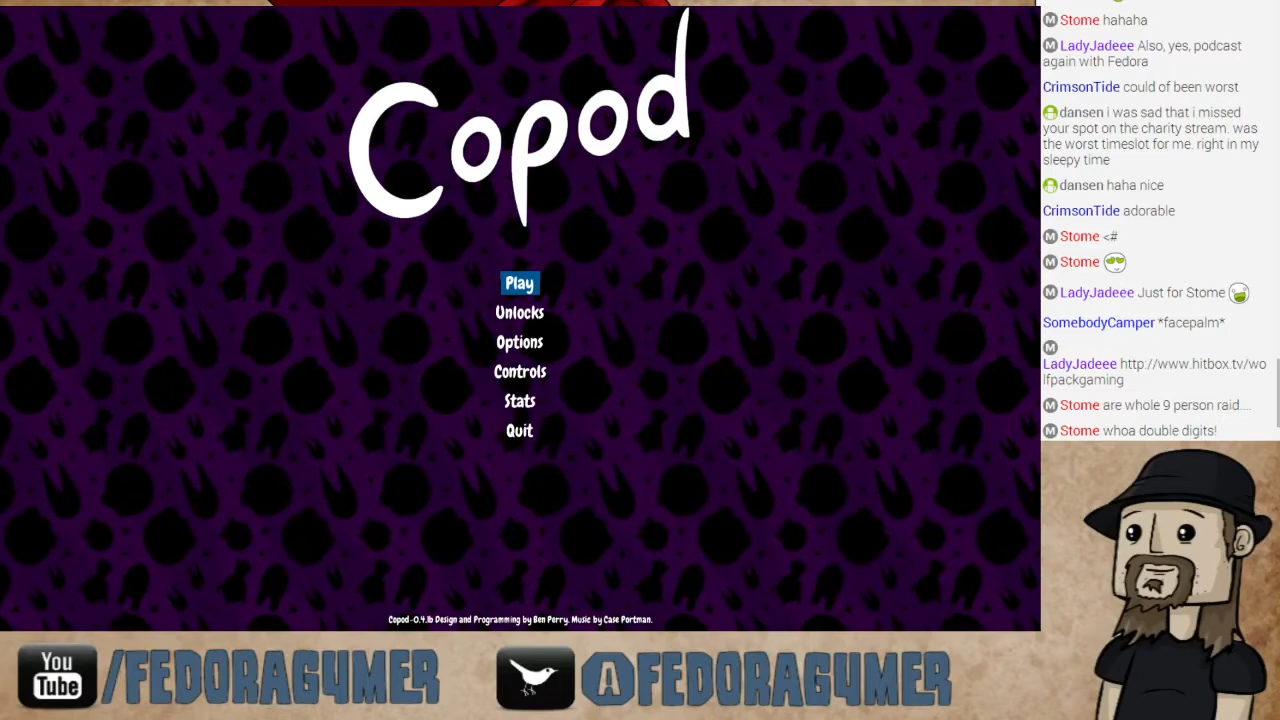 Copod
Play
Unlocks
Options
Controls
Stats
Quit
Copod-0.4.1b Design and Programming by Ben Perry. Music by Case Portman.
M Stome hahaha
M LadyJadeee Also, yes, podcast
again with Fedora
CrimsonTide could of been worst
dansen i was sad that i missed
your spot on the charity stream. was
the worst timeslot for me. right in my
sleepy time
dansen haha nice
CrimsonTide adorable
M Stome <#
M Stome
M LadyJadeee Just for Stome
SomebodyCamper *facepalm*
M
LadyJadeee http://www.hitbox.tv/wo
lfpackgaming
M Stome are whole 9 person raid....
M Stome whoa double digits!
You
Tube
/FEDORAG4MER
@FEDORAG4MER